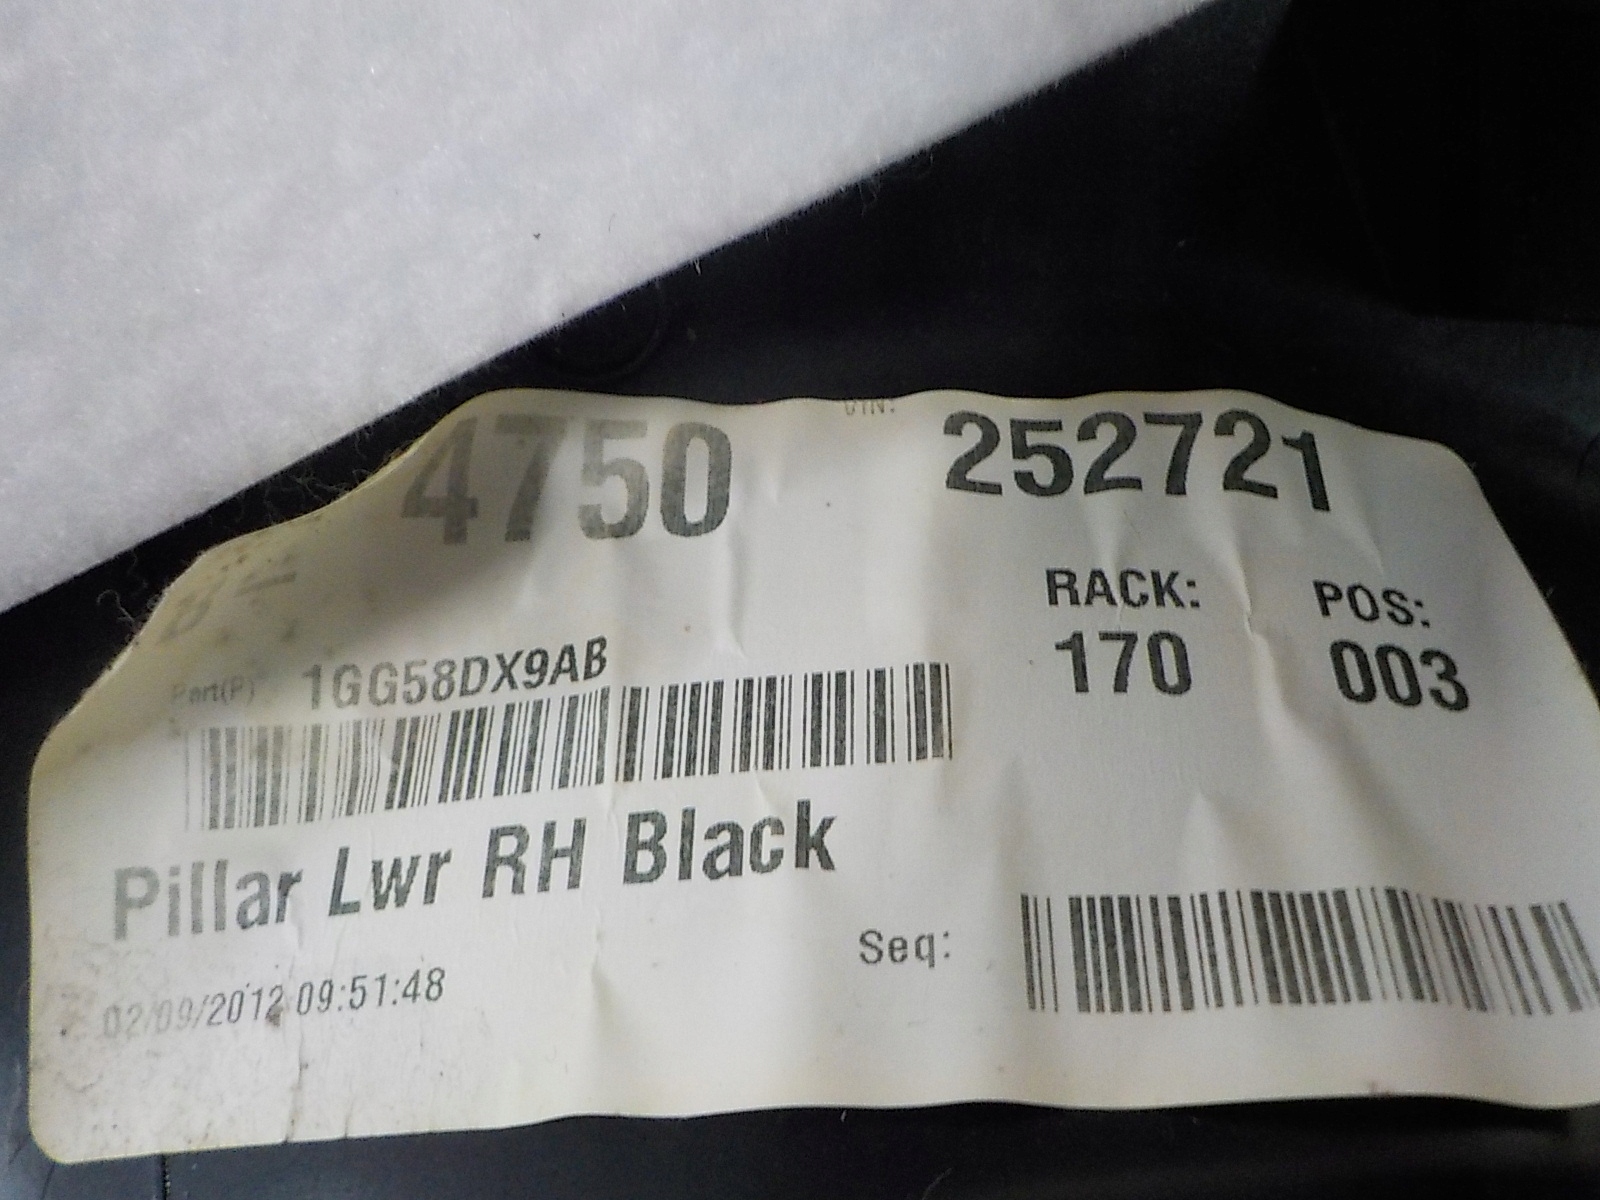 4750
VIN:
252721
RACK:
POS:
170
003
Part(P) 1GG58DX9AB
Pillar Lwr RH Black
Seq:
02/09/2012 09:51:48